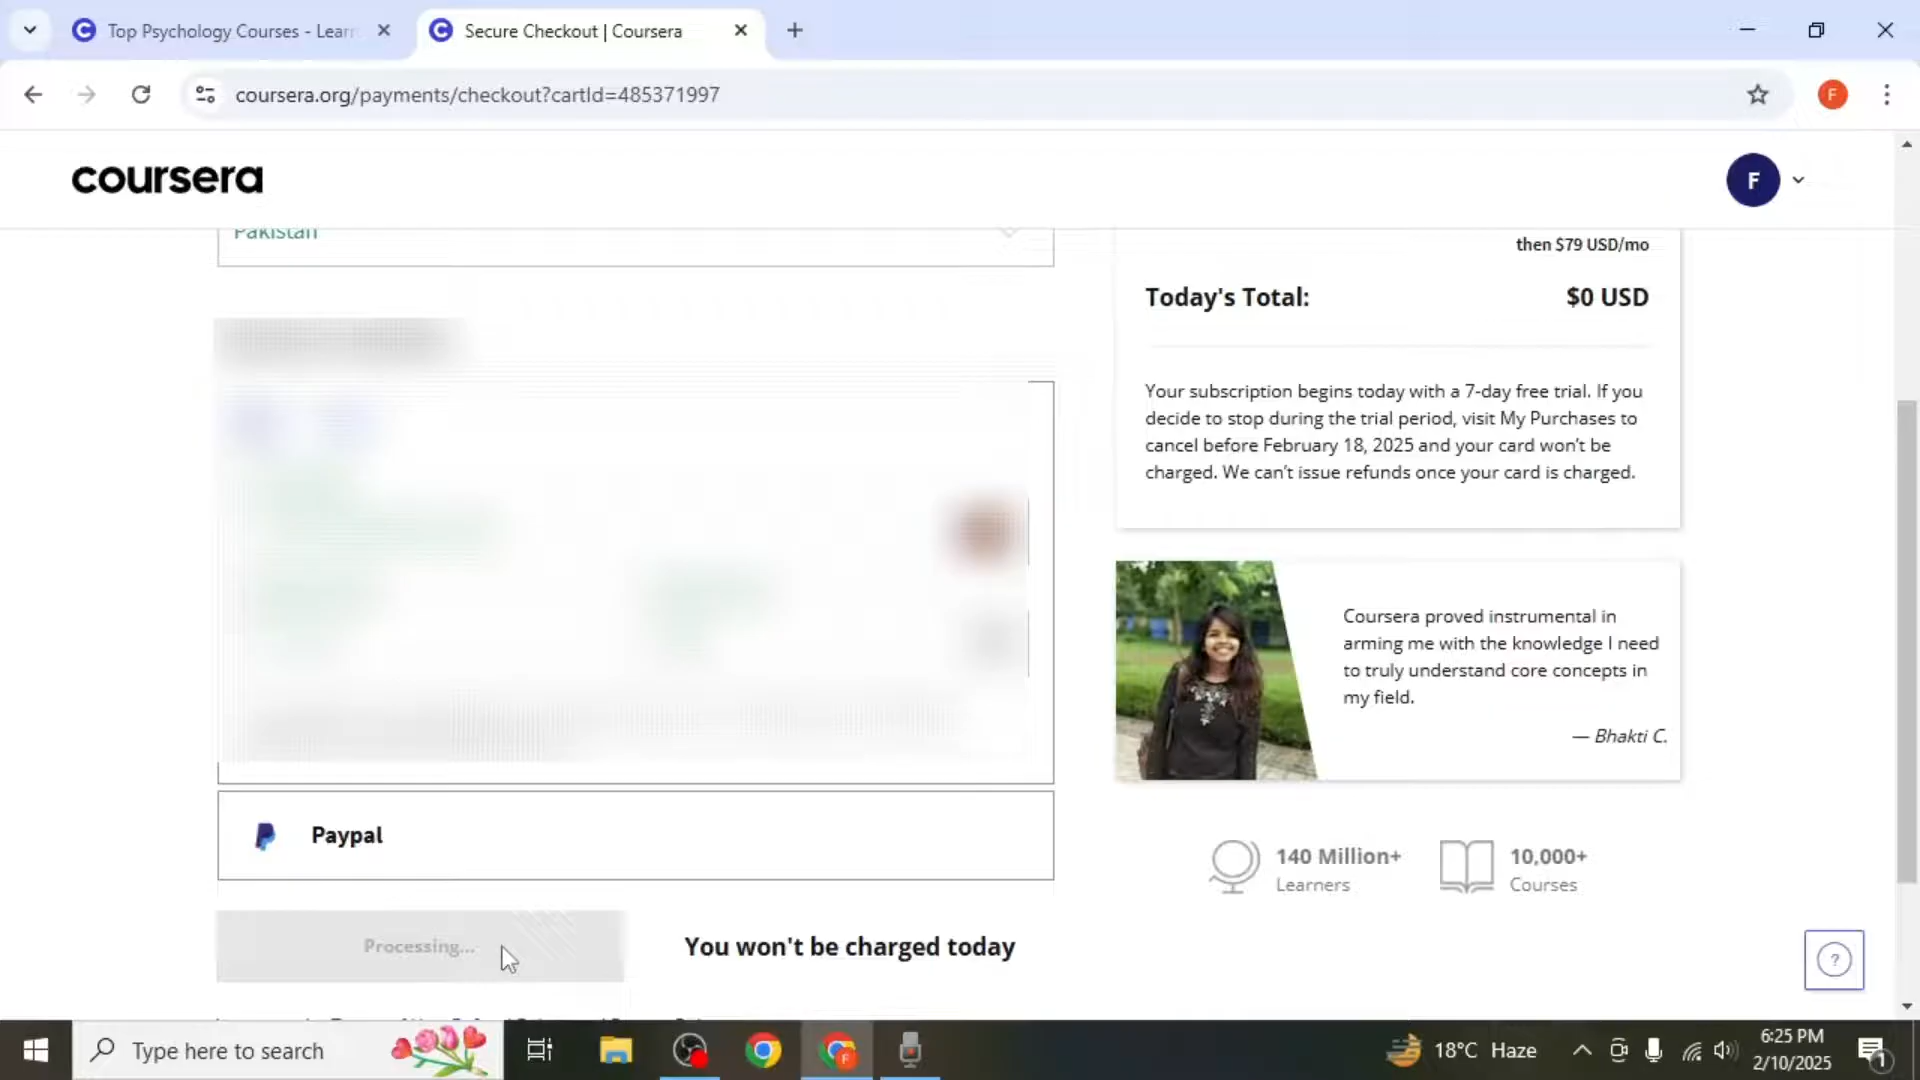 Top Psychology Courses - Lear
Secure Checkout | Coursera
coursera.org/payments/checkout?cartId=485371997
F
coursera
F
Pakistan
then $79 USD/mo
Today's Total:
$0 USD
Your subscription begins today with a 7-day free trial. If you
decide to stop during the trial period, visit My Purchases to
cancel before February 18, 2025 and your card won't be
charged. We can't issue refunds once your card is charged.
Coursera proved instrumental in
arming me with the knowledge I need
to truly understand core concepts in
my field.
— Bhakti C.
Paypal
140 Million+
Learners
10,000+
Courses
Processing...
You won't be charged today
?
Type here to search
F
18°C Haze
6:25 PM
2/10/2025
1